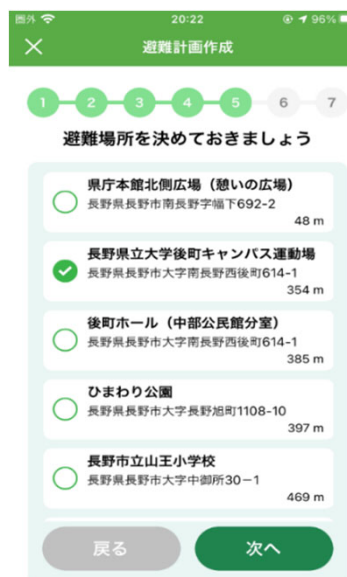 圏外 20:22 96%
避難計画作成
1 2 3 4 5 6 7
避難場所を決めておきましょう
県庁本館北側広場（憩いの広場）
長野県長野市南長野字幅下692-2
48 m
長野県立大学後町キャンパス運動場
長野県長野市大字南長野西後町614-1
354 m
後町ホール（中部公民館分室）
長野県長野市大字南長野西後町614-1
385 m
ひまわり公園
長野県長野市大字長野旭町1108-10
397 m
長野市立山王小学校
長野県長野市大字中御所30－1
469 m
戻る 次へ